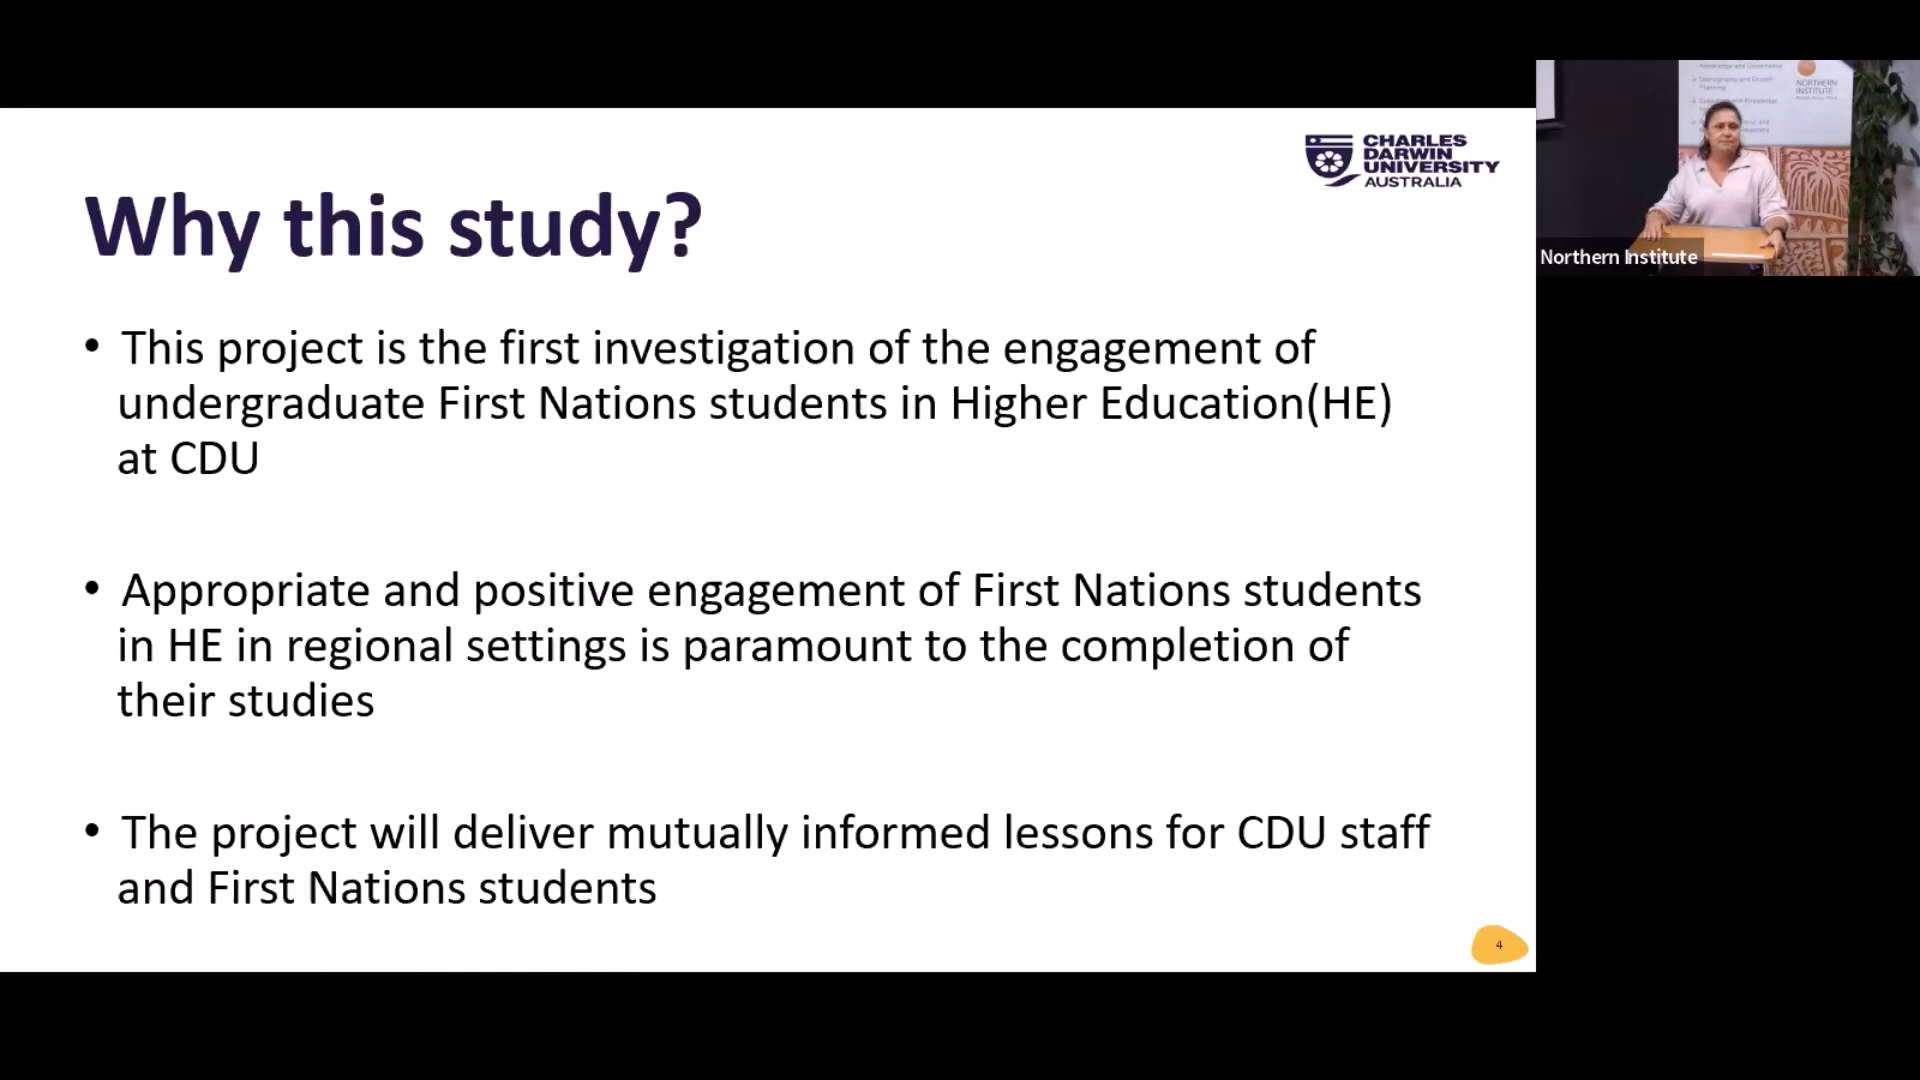 CHARLES
DARWIN
UNIVERSITY
AUSTRALIA
Why this study?
• This project is the first investigation of the engagement of
undergraduate First Nations students in Higher Education(HE)
at CDU
• Appropriate and positive engagement of First Nations students
in HE in regional settings is paramount to the completion of
their studies
• The project will deliver mutually informed lessons for CDU staff
and First Nations students
4
NORTHERN
INSTITUTE
Northern Institute